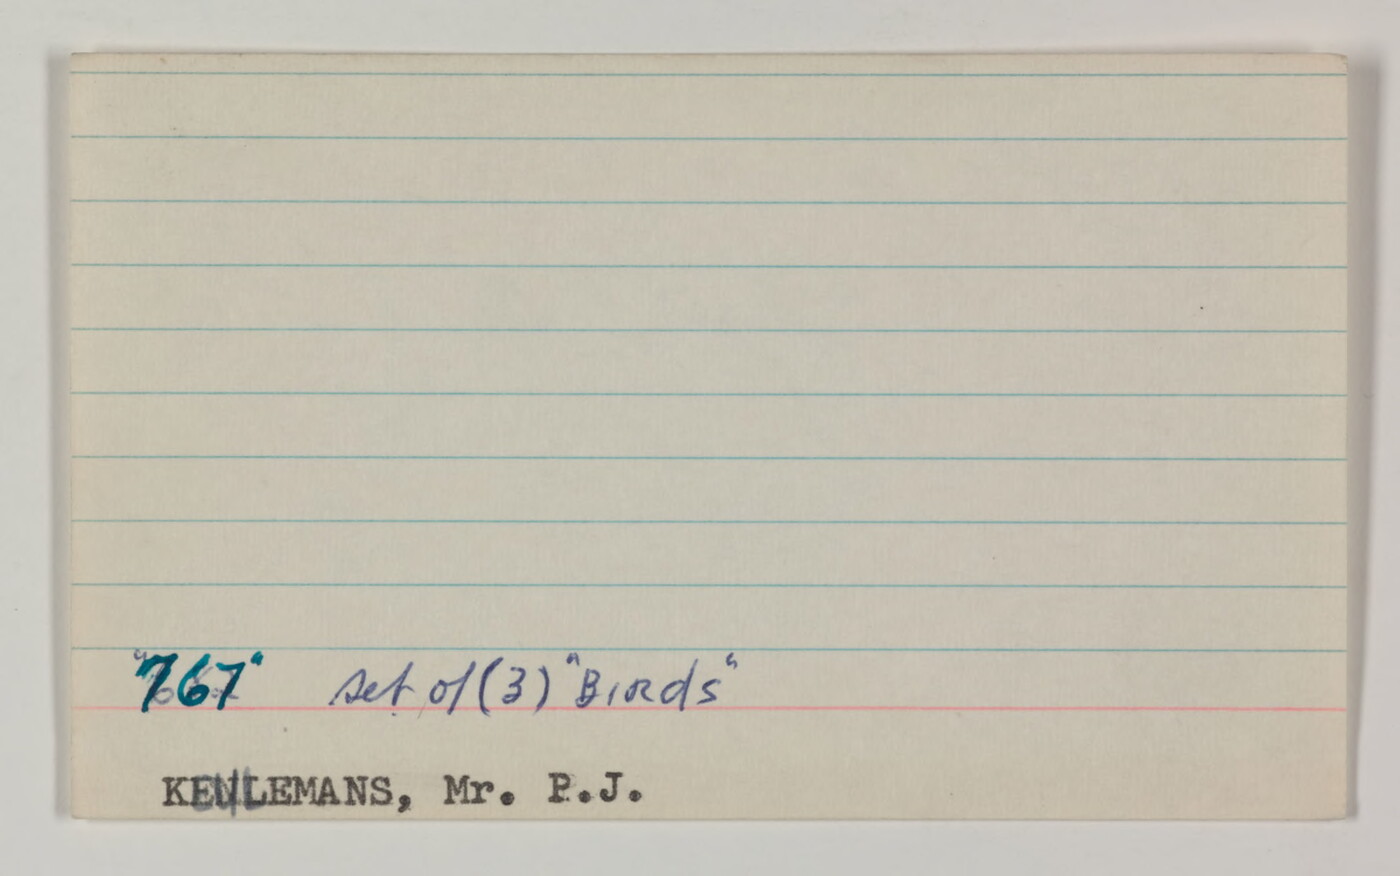 "767" set of (3) "Birds"
KEULEMANS, Mr. P.J.